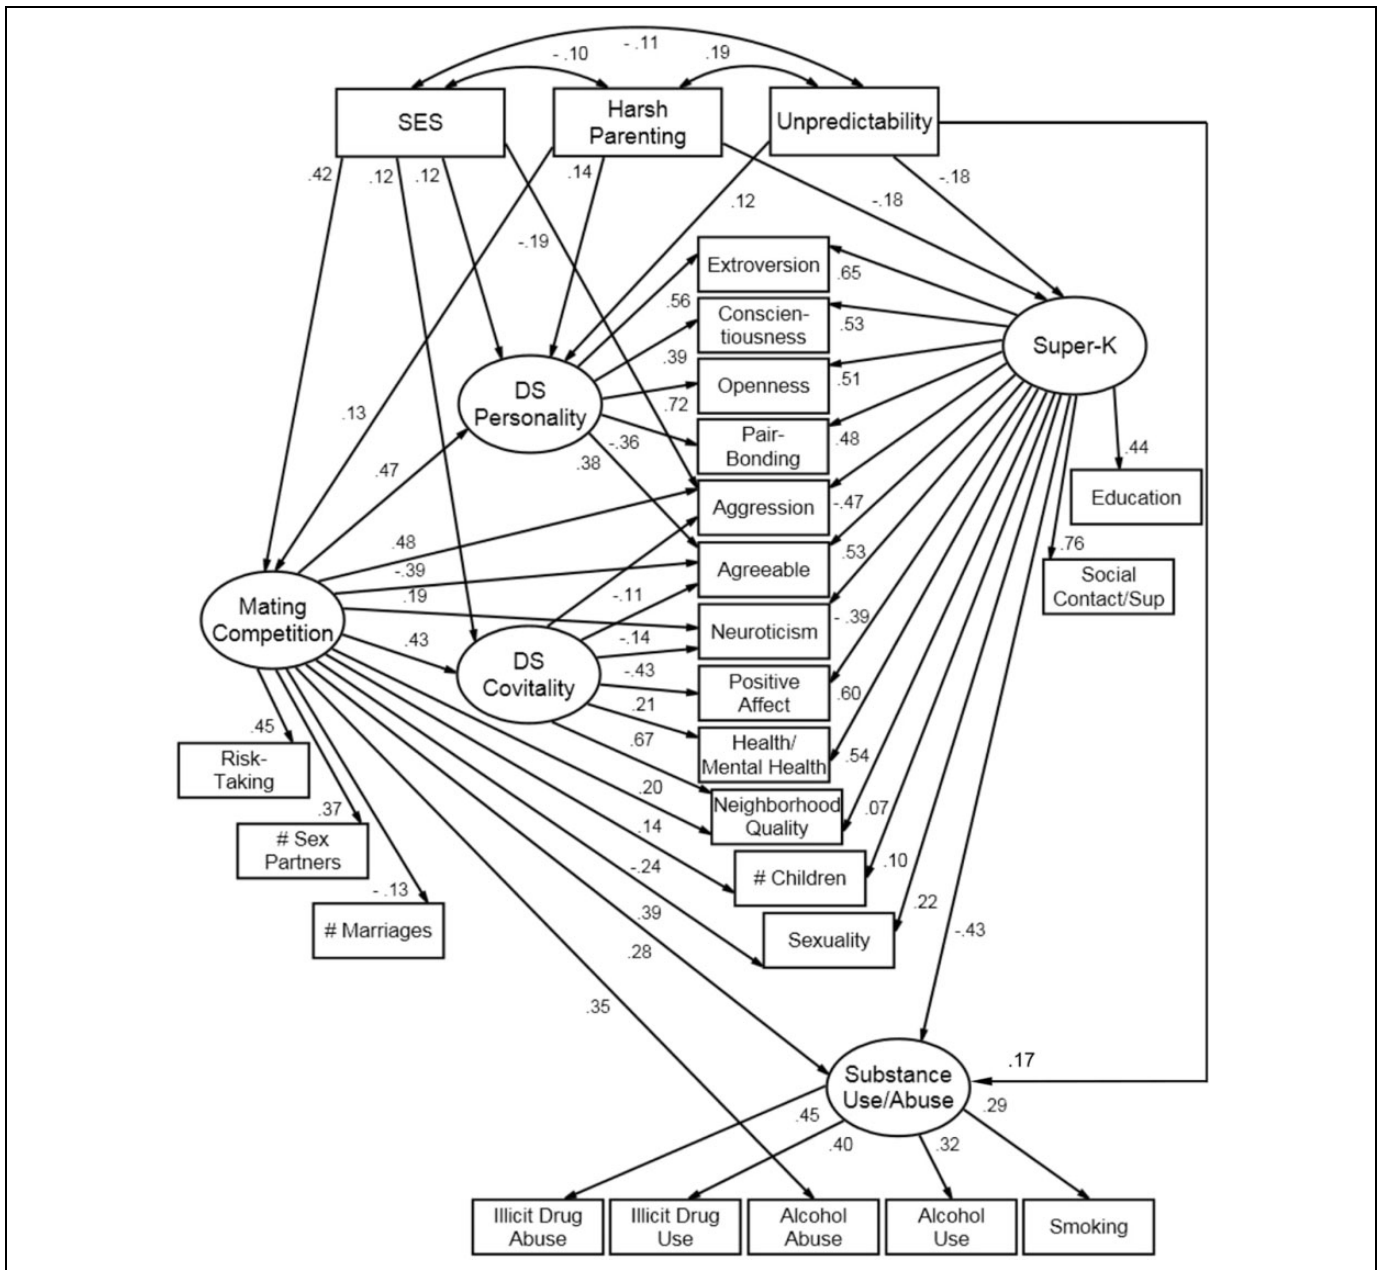 - .11
- .10
.19
SES
Harsh
Parenting
Unpredictability
.42
.12
.12
.14
-.18
.12
-.18
-.19
Extroversion
.65
.56
Conscien-
tiousness
.53
Super-K
.39
DS
Personality
Openness
.51
.72
.13
-.36
Pair-
Bonding
.48
.44
.38
.47
Education
Aggression
-.47
.48
.76
.53
-.39
Agreeable
Social
Contact/Sup
.19
-.11
Mating
Competition
Neuroticism
- .39
.43
-.14
DS
Covitality
-.43
Positive
Affect
.60
.21
.45
.67
Health/
Mental Health
.54
Risk-
Taking
.20
Neighborhood
Quality
.07
.37
.14
# Sex
Partners
-.24
# Children
.10
- .13
.39
.22
# Marriages
Sexuality
-.43
.28
.35
.17
Substance
Use/Abuse
.29
.45
.40
.32
Illicit Drug
Abuse
Illicit Drug
Use
Alcohol
Abuse
Alcohol
Use
Smoking